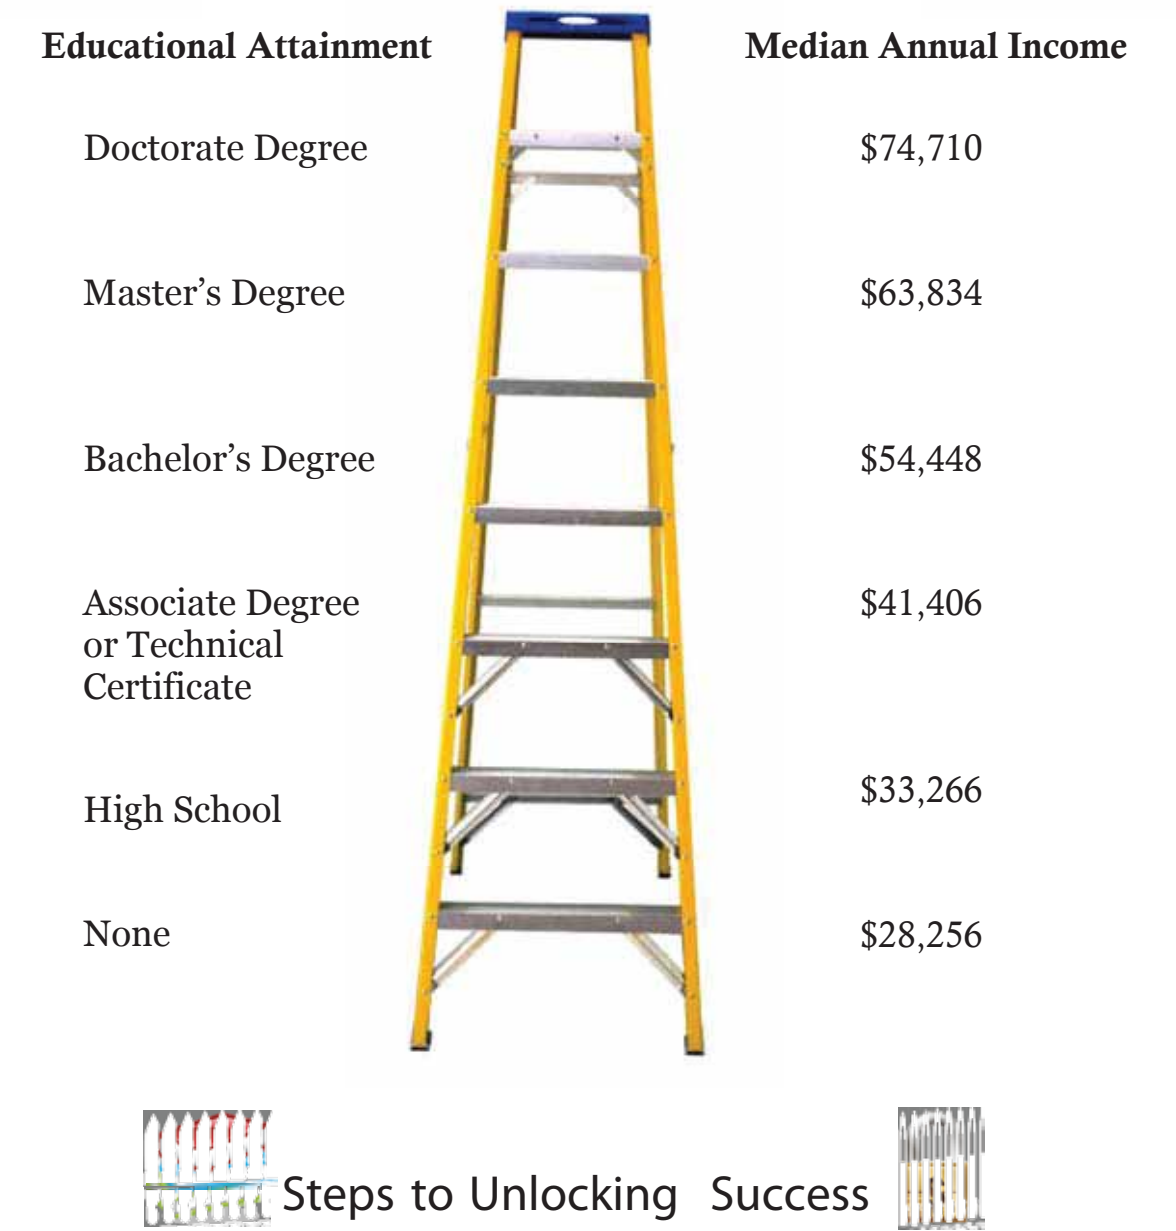 Educational Attainment Median Annual Income
Doctorate Degree $74,710
Master’s Degree $63,834
Bachelor’s Degree $54,448
Associate Degree $41,406
or Technical
Certificate
High School $33,266
None $28,256
Steps to Unlocking Success